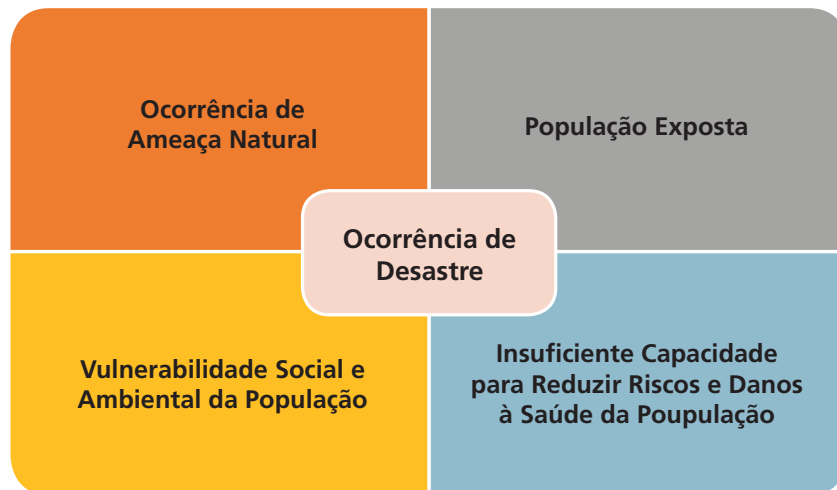 Ocorrência de
Ameaça Natural
População Exposta
Ocorrência de
Desastre
Vulnerabilidade Social e
Ambiental da População
Insuficiente Capacidade
para Reduzir Riscos e Danos
à Saúde da Poupulação